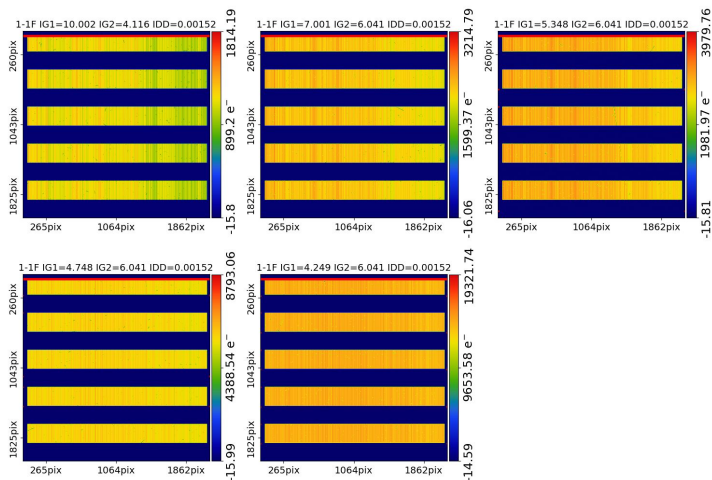 1-1F IG1=10.002 IG2=4.116 IDD=0.00152
260pix
1043pix
1825pix
265pix
1064pix
1862pix
1814.19
899.2 e⁻
-15.8
1-1F IG1=7.001 IG2=6.041 IDD=0.00152
260pix
1043pix
1825pix
265pix
1064pix
1862pix
3214.79
1599.37 e⁻
-16.06
1-1F IG1=5.348 IG2=6.041 IDD=0.00152
260pix
1043pix
1825pix
265pix
1064pix
1862pix
3979.76
1981.97 e⁻
-15.81
1-1F IG1=4.748 IG2=6.041 IDD=0.00152
260pix
1043pix
1825pix
265pix
1064pix
1862pix
8793.06
4388.54 e⁻
-15.99
1-1F IG1=4.249 IG2=6.041 IDD=0.00152
260pix
1043pix
1825pix
265pix
1064pix
1862pix
19321.74
9653.58 e⁻
-14.59